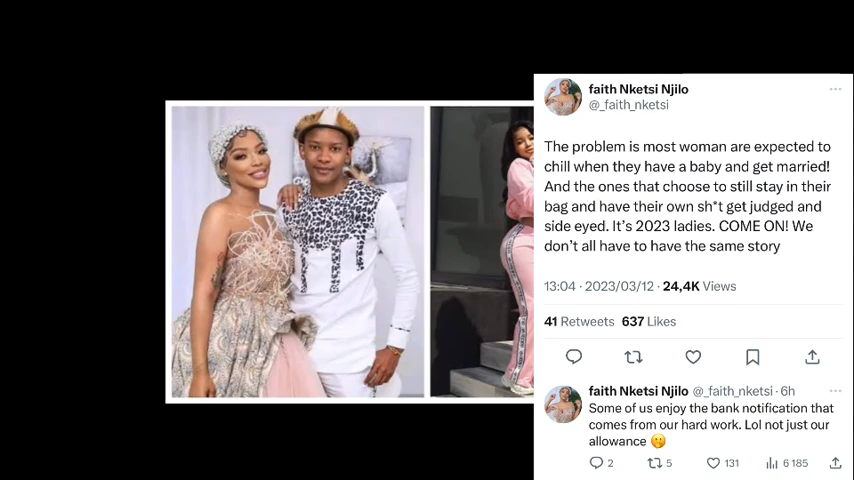 faith Nketsi Njilo
@_faith_nketsi
The problem is most woman are expected to
chill when they have a baby and get married!
And the ones that choose to still stay in their
bag and have their own sh*t get judged and
side eyed. It's 2023 ladies. COME ON! We
don't all have to have the same story
13:04 · 2023/03/12 · 24,4K Views
41 Retweets 637 Likes
faith Nketsi Njilo @_faith_nketsi · 6h
Some of us enjoy the bank notification that
comes from our hard work. Lol not just our
allowance 🤫
2 5 131 6 185